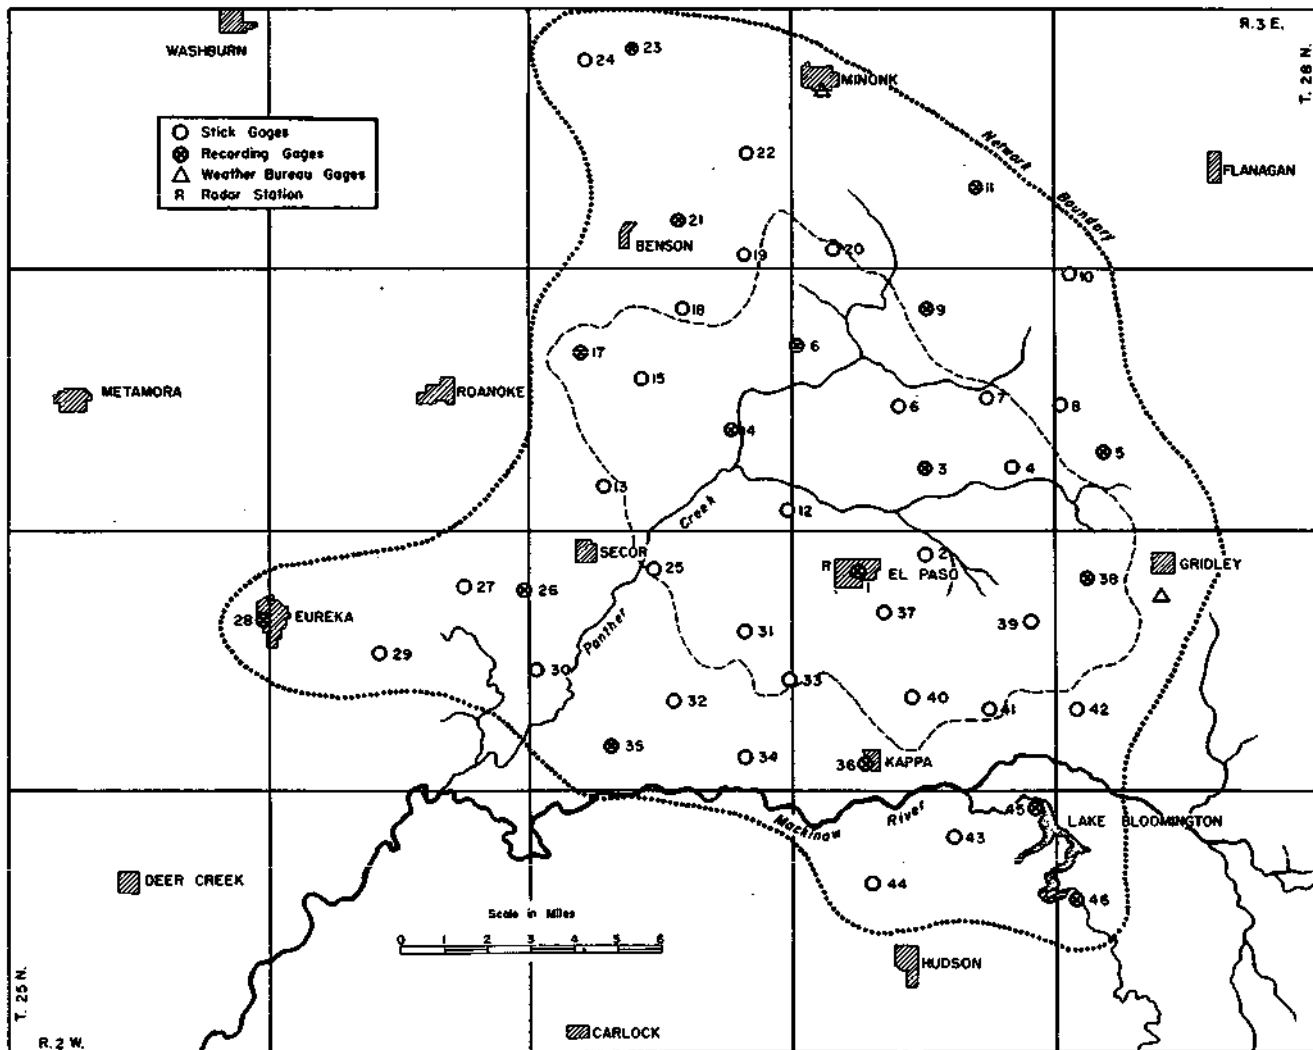 R. 3 E.
WASHBURN
23
24
MINONK
T. 28 N.
Stick Gages
Recording Gages
Weather Bureau Gages
R Radar Station
22
Network
Boundary
FLANAGAN
11
21
BENSON
19
20
10
18
9
17
6
15
METAMORA
ROANOKE
6
7
8
14
5
3
4
13
Creek
12
SECOR
2
25
R
EL PASO
1
GRIDLEY
27
26
38
28
EUREKA
Panther
37
39
31
29
30
33
32
40
41
42
35
34
36
KAPPA
Mackinaw
River
45
LAKE BLOOMINGTON
43
DEER CREEK
44
46
Scale in Miles
0 1 2 3 4 5 6
HUDSON
T. 25 N.
CARLOCK
R. 2 W.